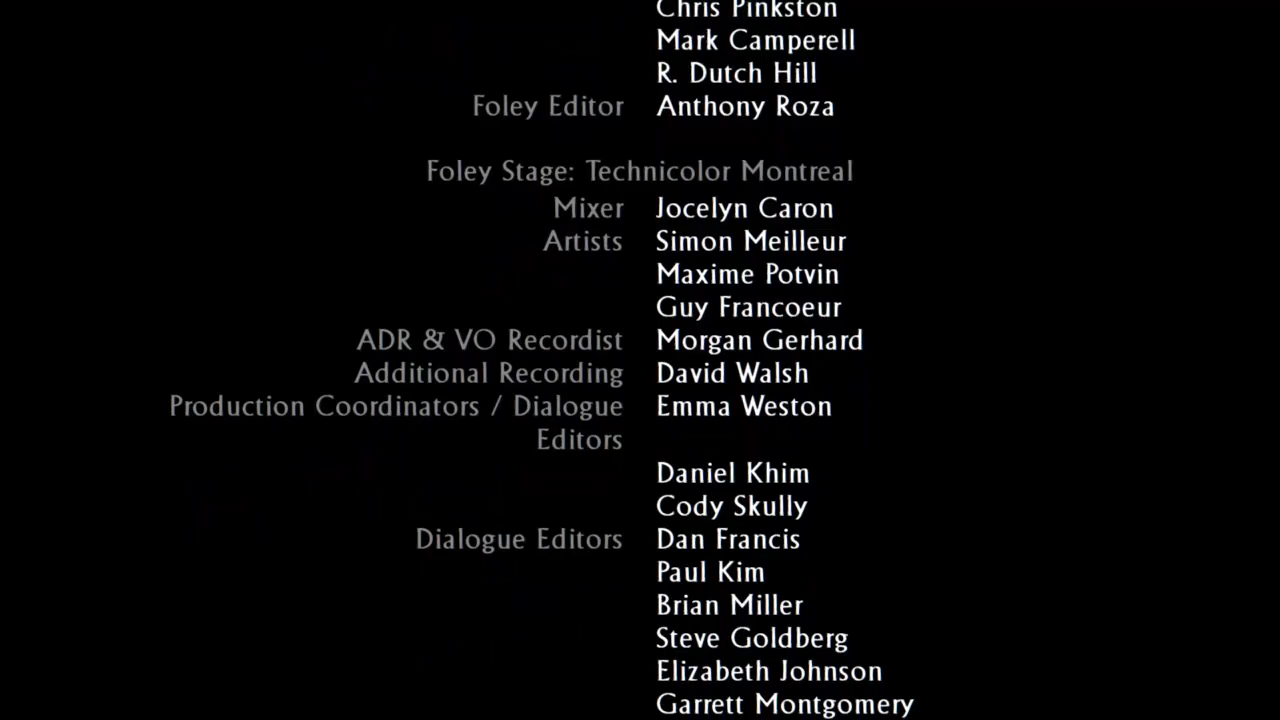 Chris Pinkston
Mark Camperell
R. Dutch Hill
Foley Editor Anthony Roza
Foley Stage: Technicolor Montreal
Mixer Jocelyn Caron
Artists Simon Meilleur
Maxime Potvin
Guy Francoeur
ADR & VO Recordist Morgan Gerhard
Additional Recording David Walsh
Production Coordinators / Dialogue Emma Weston
Editors
Daniel Khim
Cody Skully
Dialogue Editors Dan Francis
Paul Kim
Brian Miller
Steve Goldberg
Elizabeth Johnson
Garrett Montgomery